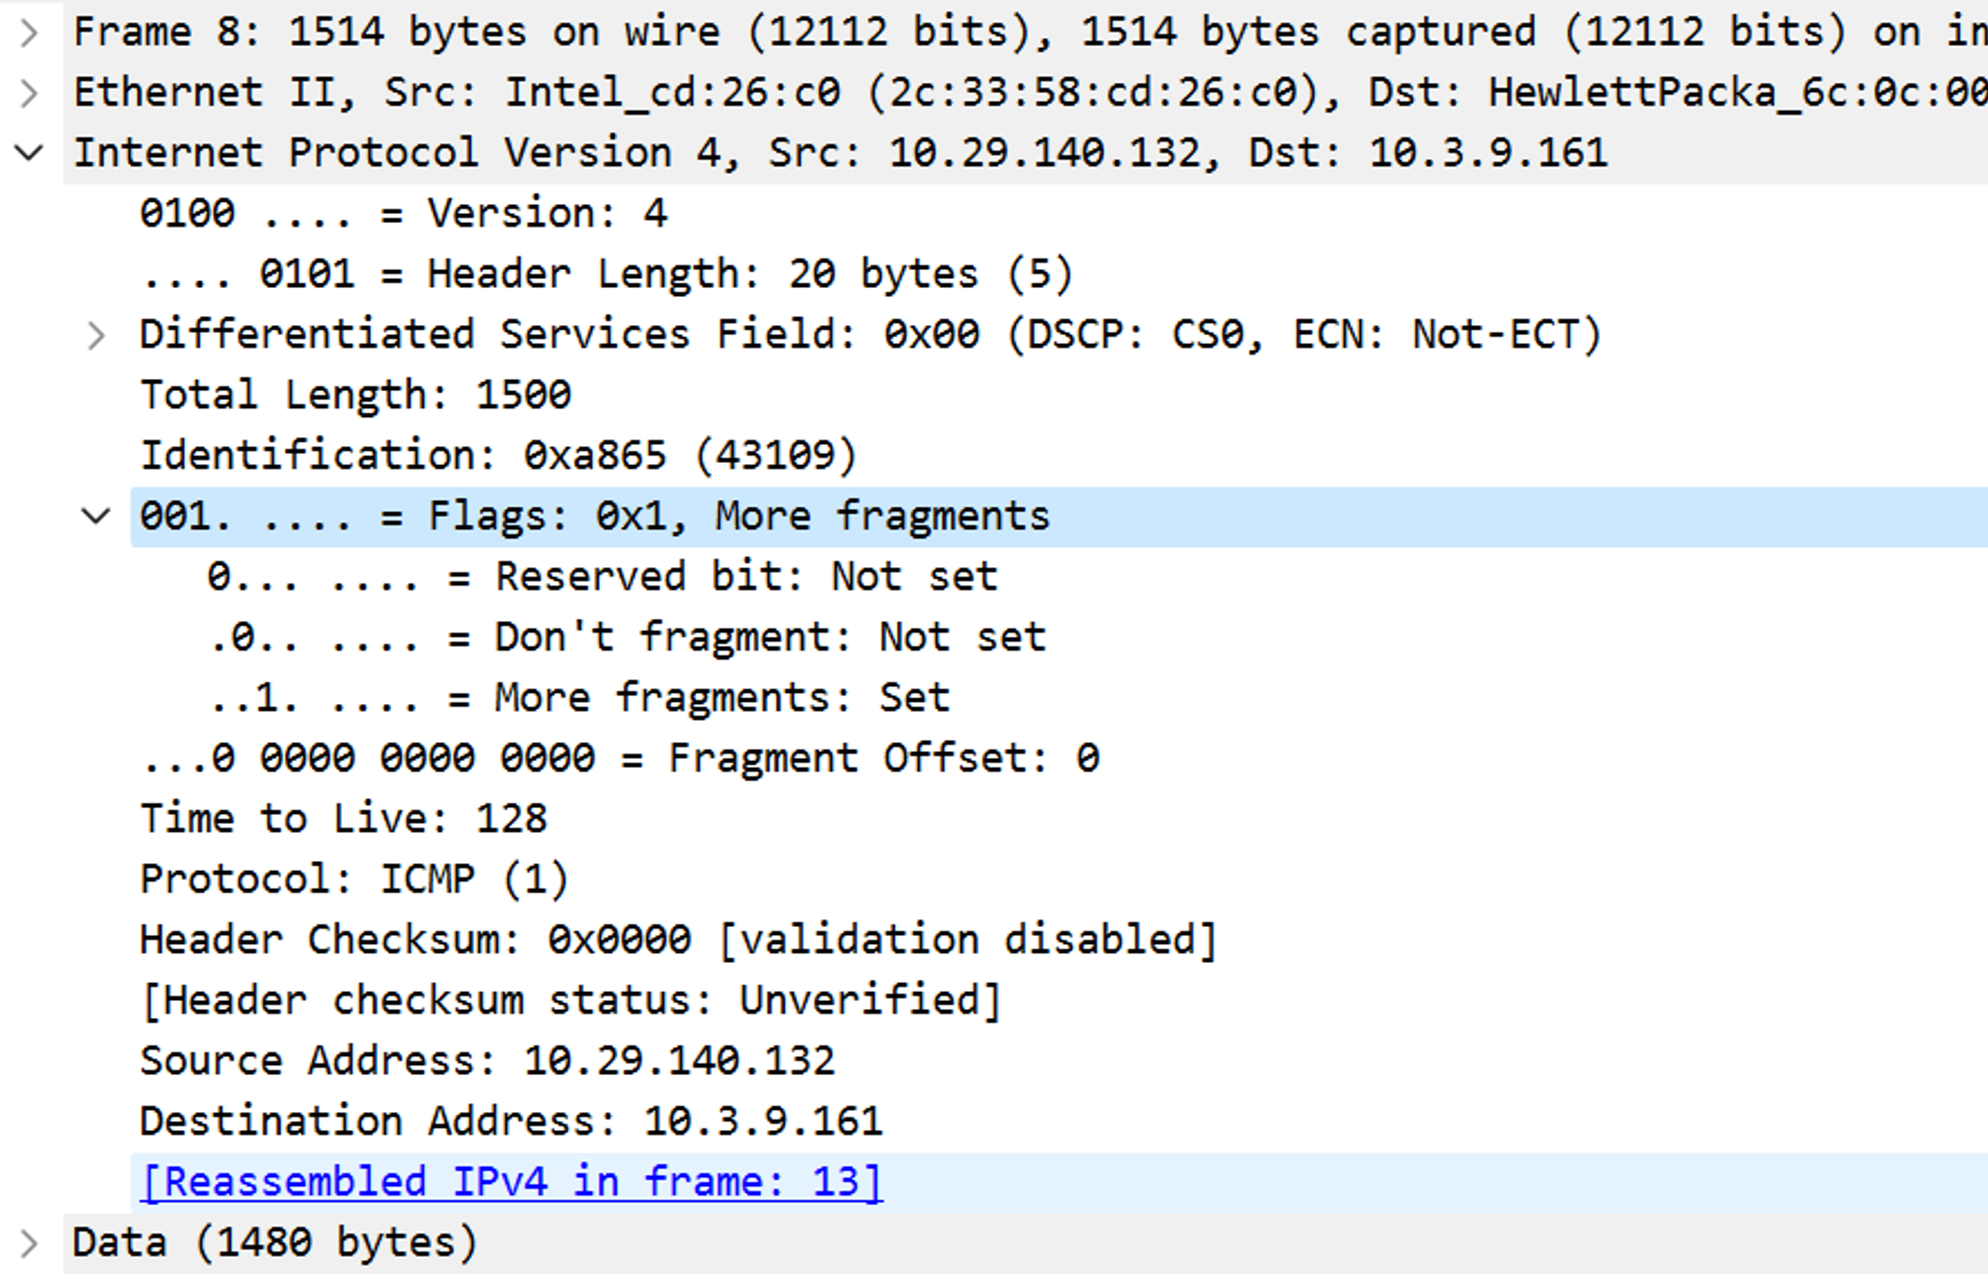 Frame 8: 1514 bytes on wire (12112 bits), 1514 bytes captured (12112 bits) on in
Ethernet II, Src: Intel_cd:26:c0 (2c:33:58:cd:26:c0), Dst: HewlettPacka_6c:0c:00
Internet Protocol Version 4, Src: 10.29.140.132, Dst: 10.3.9.161
0100 .... = Version: 4
.... 0101 = Header Length: 20 bytes (5)
Differentiated Services Field: 0x00 (DSCP: CS0, ECN: Not-ECT)
Total Length: 1500
Identification: 0xa865 (43109)
001. .... = Flags: 0x1, More fragments
0... .... = Reserved bit: Not set
.0.. .... = Don't fragment: Not set
..1. .... = More fragments: Set
...0 0000 0000 0000 = Fragment Offset: 0
Time to Live: 128
Protocol: ICMP (1)
Header Checksum: 0x0000 [validation disabled]
[Header checksum status: Unverified]
Source Address: 10.29.140.132
Destination Address: 10.3.9.161
[Reassembled IPv4 in frame: 13]
Data (1480 bytes)